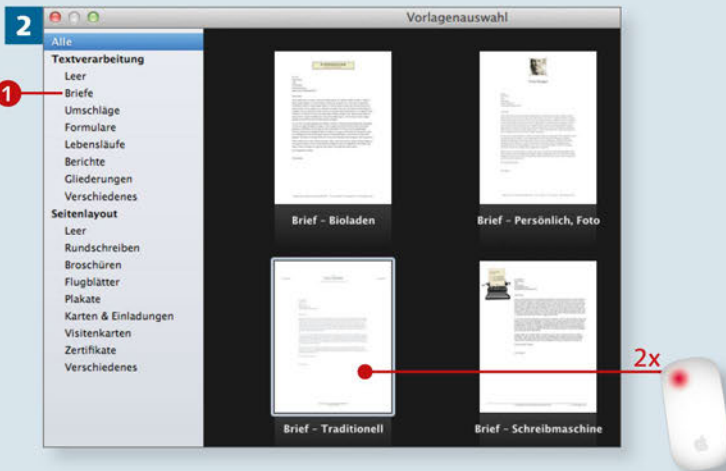 2
Vorlagenauswahl
Alle
Textverarbeitung
Leer
1
Briefe
Umschläge
Formulare
Lebensläufe
Berichte
Gliederungen
Verschiedenes
Seitenlayout
Leer
Rundschreiben
Broschüren
Flugblätter
Plakate
Karten & Einladungen
Visitenkarten
Zertifikate
Verschiedenes
Brief – Bioladen
Brief – Persönlich, Foto
Brief – Traditionell
Brief – Schreibmaschine
2x